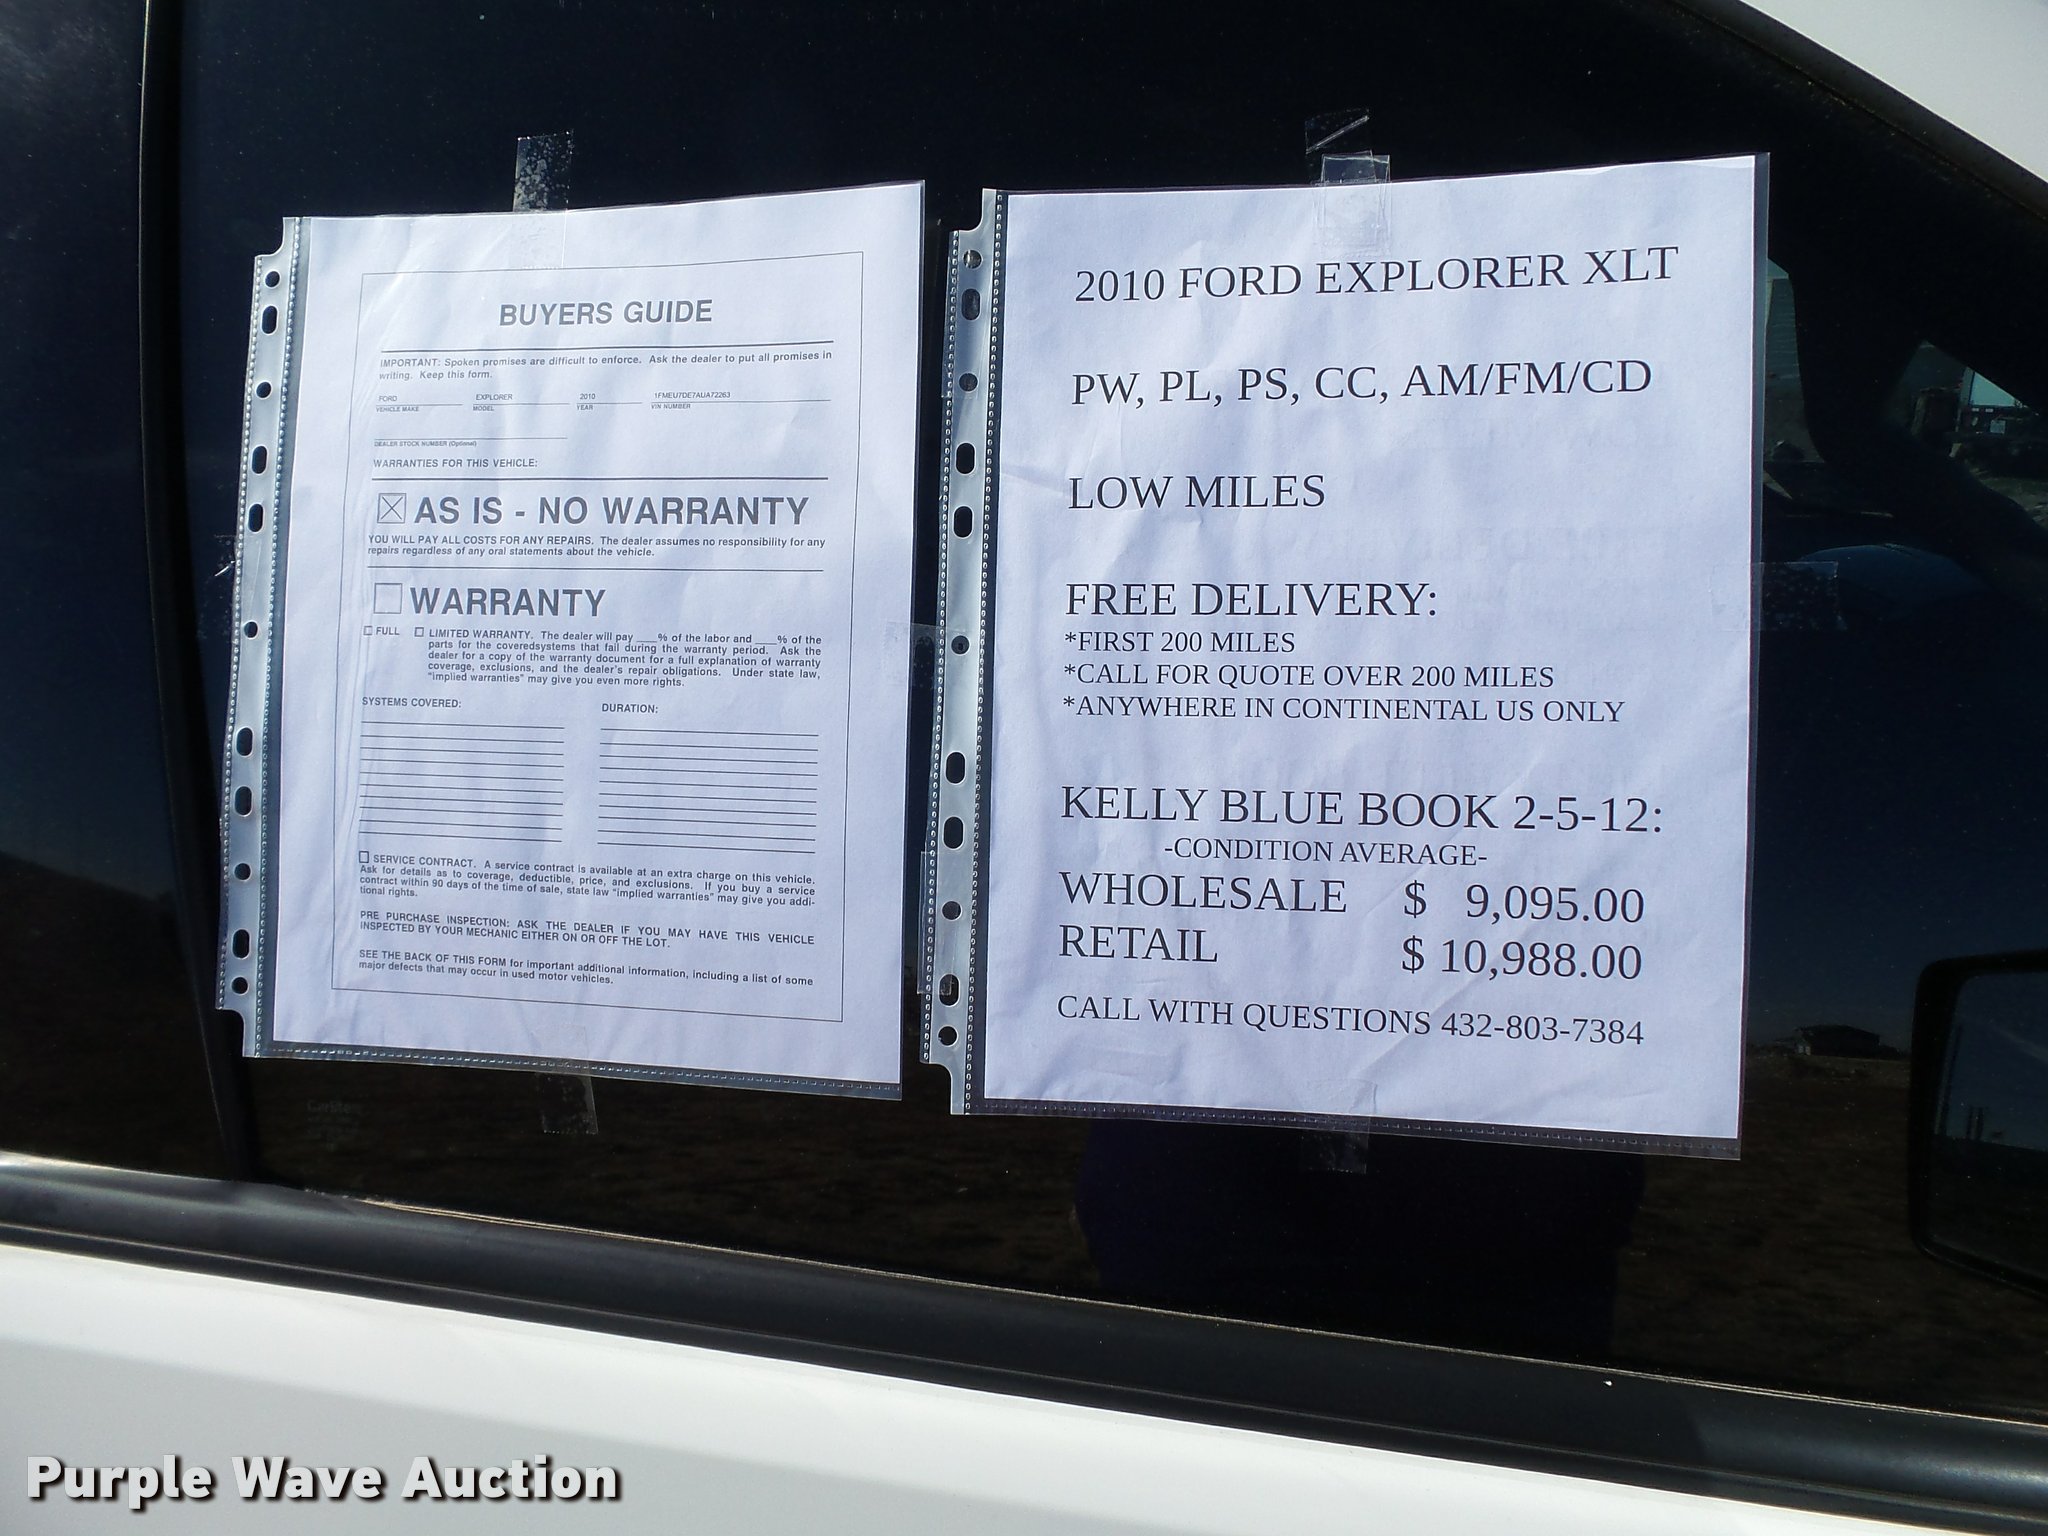 BUYERS GUIDE
IMPORTANT: Spoken promises are difficult to enforce. Ask the dealer to put all promises in
writing. Keep this form.
FORD EXPLORER 2010 1FMEU7DE7AUA72263
VEHICLE MAKE MODEL YEAR VIN NUMBER
DEALER STOCK NUMBER (Optional)
WARRANTIES FOR THIS VEHICLE:
AS IS - NO WARRANTY
YOU WILL PAY ALL COSTS FOR ANY REPAIRS. The dealer assumes no responsibility for any
repairs regardless of any oral statements about the vehicle.
WARRANTY
FULL LIMITED WARRANTY. The dealer will pay ___% of the labor and ___% of the
parts for the coveredsystems that fail during the warranty period. Ask the
dealer for a copy of the warranty document for a full explanation of warranty
coverage, exclusions, and the dealer's repair obligations. Under state law,
"implied warranties" may give you even more rights.
SYSTEMS COVERED: DURATION:
SERVICE CONTRACT. A service contract is available at an extra charge on this vehicle.
Ask for details as to coverage, deductible, price, and exclusions. If you buy a service
contract within 90 days of the time of sale, state law "implied warranties" may give you addi-
tional rights.
PRE PURCHASE INSPECTION: ASK THE DEALER IF YOU MAY HAVE THIS VEHICLE
INSPECTED BY YOUR MECHANIC EITHER ON OR OFF THE LOT.
SEE THE BACK OF THIS FORM for important additional information, including a list of some
major defects that may occur in used motor vehicles.
2010 FORD EXPLORER XLT
PW, PL, PS, CC, AM/FM/CD
LOW MILES
FREE DELIVERY:
*FIRST 200 MILES
*CALL FOR QUOTE OVER 200 MILES
*ANYWHERE IN CONTINENTAL US ONLY
KELLY BLUE BOOK 2-5-12:
-CONDITION AVERAGE-
WHOLESALE $ 9,095.00
RETAIL $ 10,988.00
CALL WITH QUESTIONS 432-803-7384
Purple Wave Auction